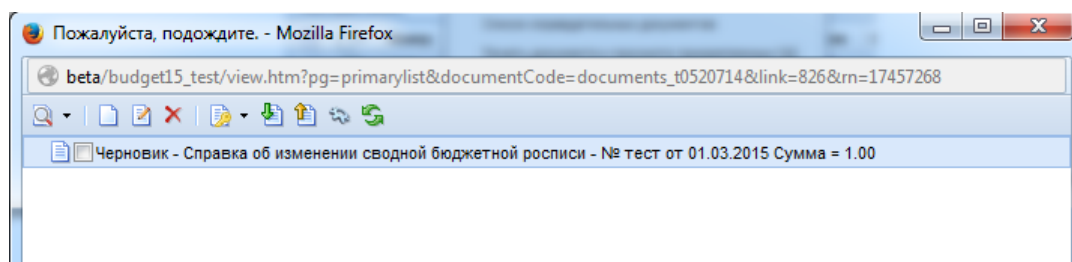 Пожалуйста, подождите. - Mozilla Firefox
beta/budget15_test/view.htm?pg=primarylist&documentCode=documents_t0520714&link=826&rn=17457268
Черновик - Справка об изменении сводной бюджетной росписи - № тест от 01.03.2015 Сумма = 1.00